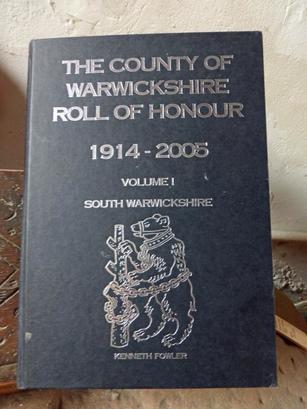 THE COUNTY OF
WARWICKSHIRE
ROLL OF HONOUR
1914 - 2005
VOLUME I
SOUTH WARWICKSHIRE
KENNETH FOWLER